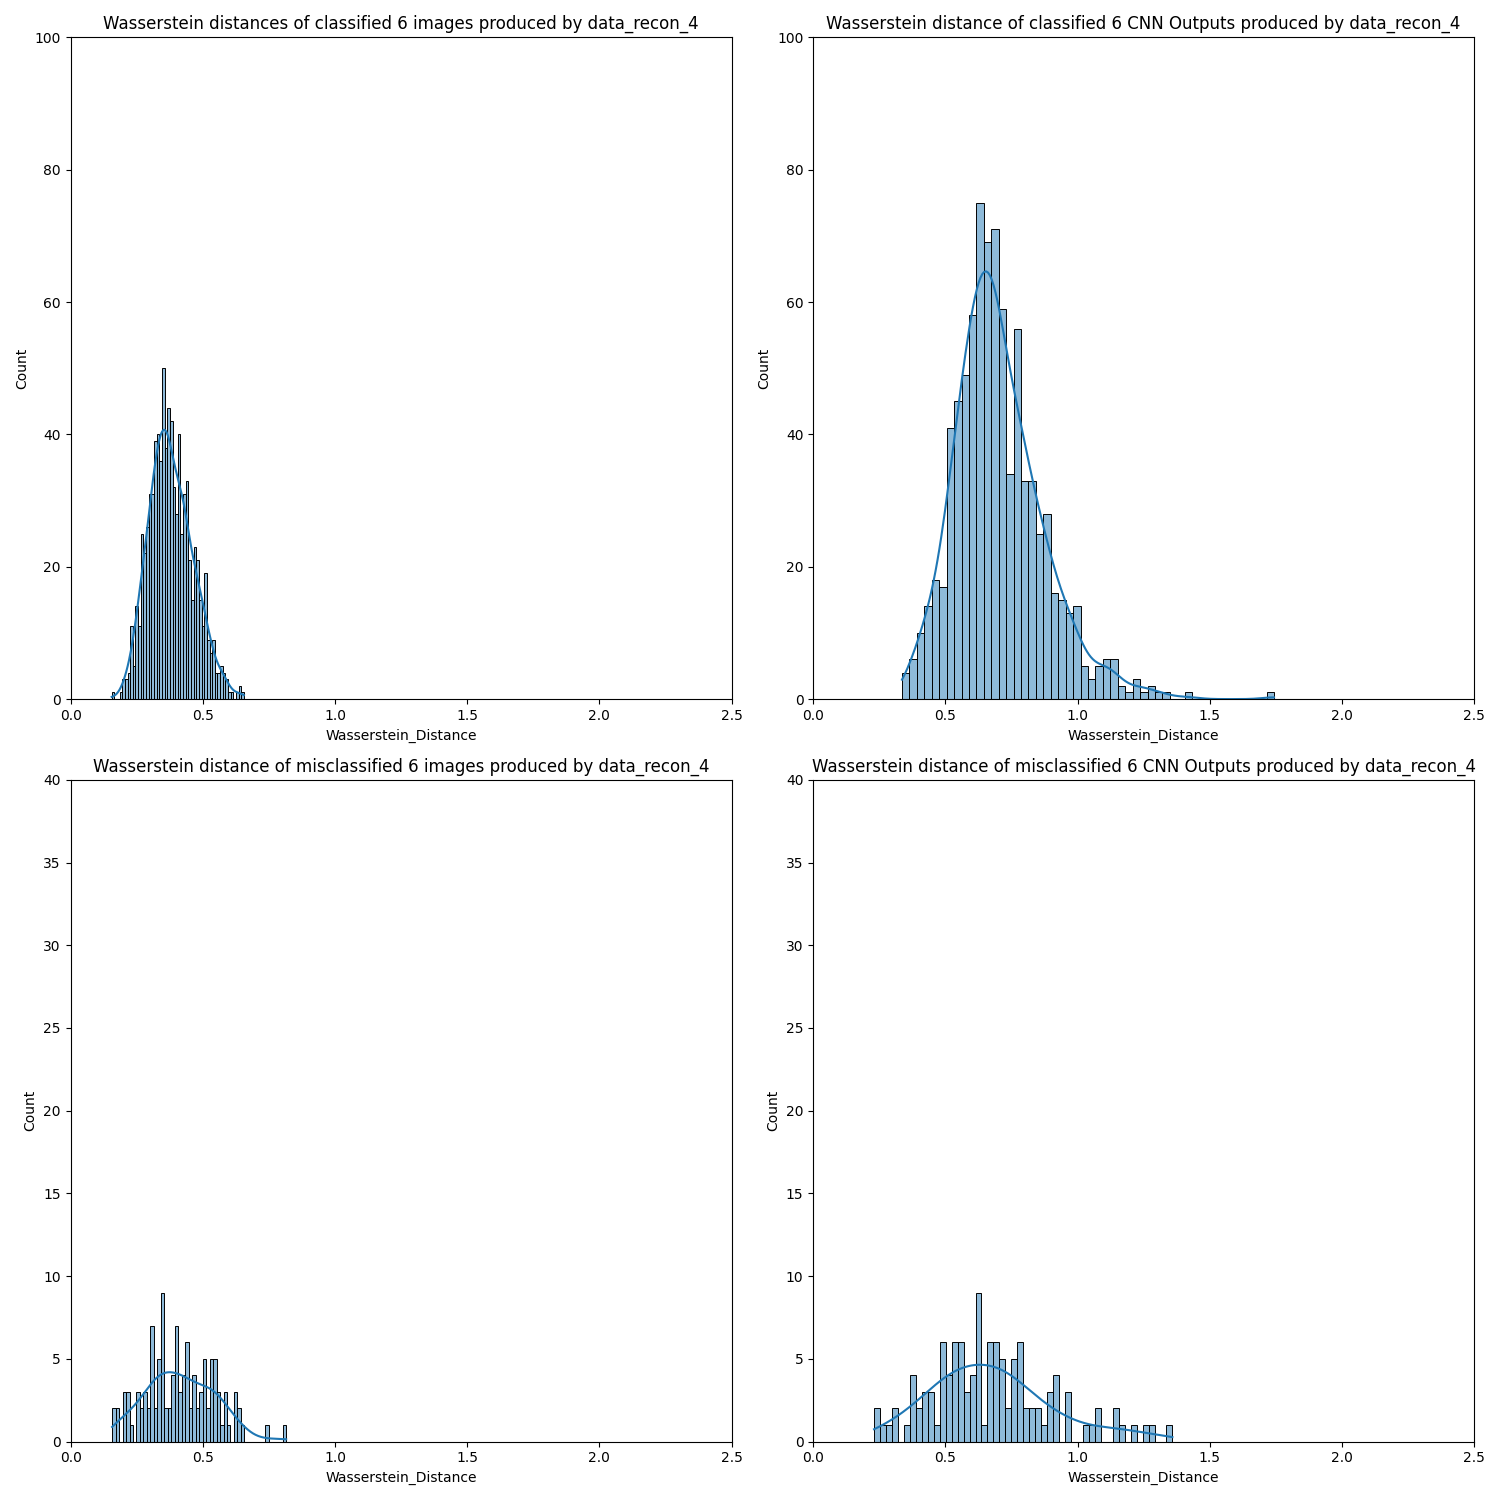 Wasserstein distances of classified 6 images produced by data_recon_4
100
80
60
40
20
0
Count
0.0 0.5 1.0 1.5 2.0 2.5
Wasserstein_Distance
Wasserstein distance of classified 6 CNN Outputs produced by data_recon_4
100
80
60
40
20
0
Count
0.0 0.5 1.0 1.5 2.0 2.5
Wasserstein_Distance
Wasserstein distance of misclassified 6 images produced by data_recon_4
40
35
30
25
20
15
10
5
0
Count
0.0 0.5 1.0 1.5 2.0 2.5
Wasserstein_Distance
Wasserstein distance of misclassified 6 CNN Outputs produced by data_recon_4
40
35
30
25
20
15
10
5
0
Count
0.0 0.5 1.0 1.5 2.0 2.5
Wasserstein_Distance